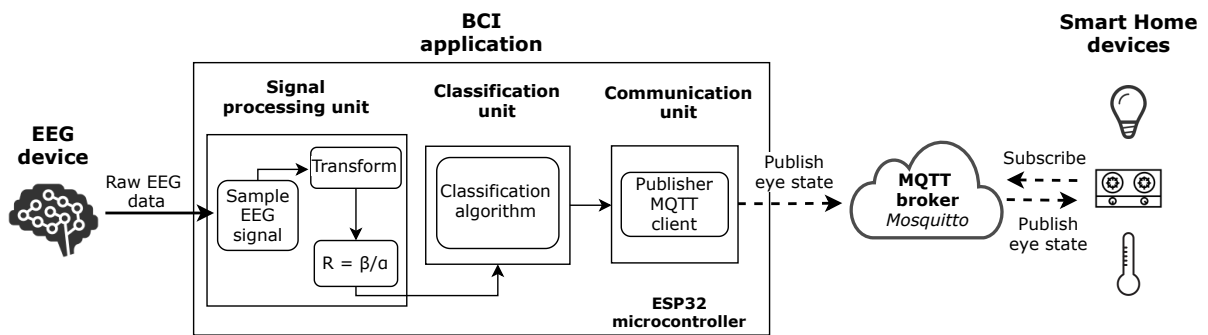 BCI
application
Smart Home
devices
Signal
processing unit
Classification
unit
Communication
unit
EEG
device
Raw EEG
data
Sample
EEG
signal
Transform
R = β/α
Classification
algorithm
Publisher
MQTT
client
ESP32
microcontroller
Publish
eye state
MQTT
broker
Mosquitto
Subscribe
Publish
eye state